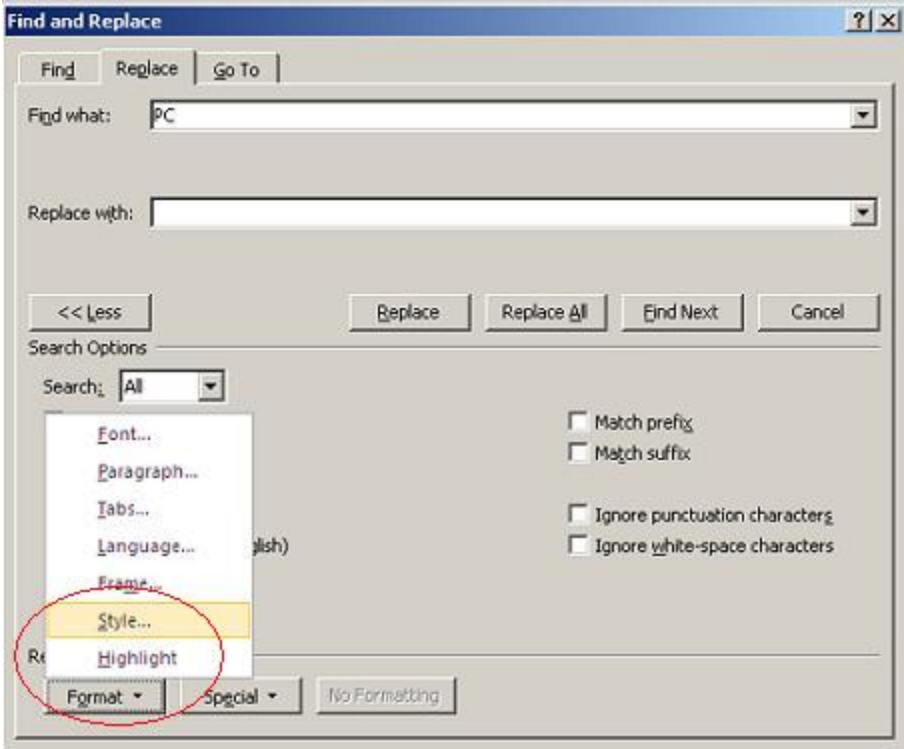 Find and Replace
Find Replace Go To
Find what: PC
Replace with:
<< Less Replace Replace All Find Next Cancel
Search Options
Search: All
Match prefix
Font...
Match suffix
Paragraph...
Tabs...
Ignore punctuation characters
Language... glish)
Ignore white-space characters
Frame...
Style...
Re Highlight
Format Special No Formatting